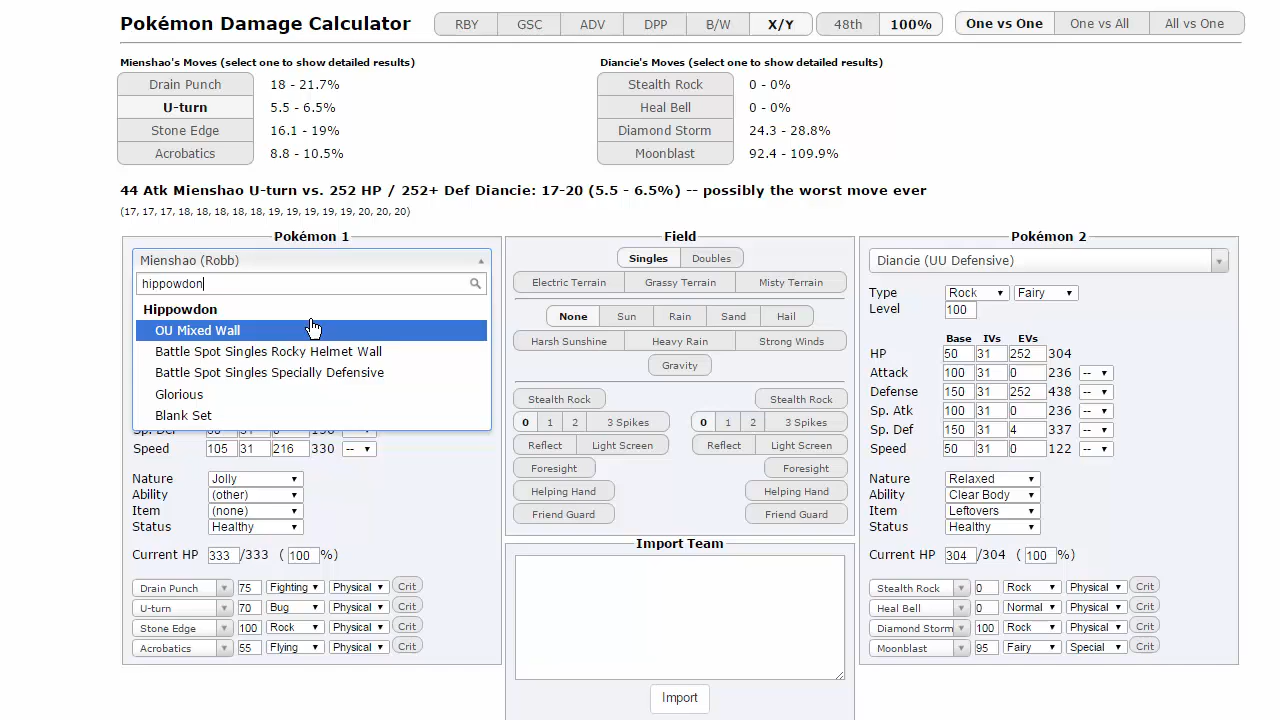 Pokémon Damage Calculator RBY GSC ADV DPP B/W X/Y 48th 100% One vs One One vs All All vs One
Mienshao's Moves (select one to show detailed results) Diancie's Moves (select one to show detailed results)
Drain Punch 18 - 21.7% Stealth Rock 0 - 0%
U-turn 5.5 - 6.5% Heal Bell 0 - 0%
Stone Edge 16.1 - 19% Diamond Storm 24.3 - 28.8%
Acrobatics 8.8 - 10.5% Moonblast 92.4 - 109.9%
44 Atk Mienshao U-turn vs. 252 HP / 252+ Def Diancie: 17-20 (5.5 - 6.5%) -- possibly the worst move ever
(17, 17, 17, 18, 18, 18, 18, 18, 18, 19, 19, 19, 19, 20, 20, 20)
Pokémon 1
Mienshao (Robb)
hippowdon
Hippowdon
OU Mixed Wall
Battle Spot Singles Rocky Helmet Wall
Battle Spot Singles Specially Defensive
Glorious
Blank Set
Speed 105 31 216 330 --
Nature Jolly
Ability (other)
Item (none)
Status Healthy
Current HP 333 /333 ( 100 %)
Drain Punch 75 Fighting Physical Crit
U-turn 70 Bug Physical Crit
Stone Edge 100 Rock Physical Crit
Acrobatics 55 Flying Physical Crit
Field
Singles Doubles
Electric Terrain Grassy Terrain Misty Terrain
None Sun Rain Sand Hail
Harsh Sunshine Heavy Rain Strong Winds
Gravity
Stealth Rock Stealth Rock
0 1 2 3 Spikes 0 1 2 3 Spikes
Reflect Light Screen Reflect Light Screen
Foresight Foresight
Helping Hand Helping Hand
Friend Guard Friend Guard
Import Team
Import
Pokémon 2
Diancie (UU Defensive)
Type Rock Fairy
Level 100
Base IVs EVs
HP 50 31 252 304
Attack 100 31 0 236 --
Defense 150 31 252 438 --
Sp. Atk 100 31 0 236 --
Sp. Def 150 31 4 337 --
Speed 50 31 0 122 --
Nature Relaxed
Ability Clear Body
Item Leftovers
Status Healthy
Current HP 304 /304 ( 100 %)
Stealth Rock 0 Rock Physical Crit
Heal Bell 0 Normal Physical Crit
Diamond Storm 100 Rock Physical Crit
Moonblast 95 Fairy Special Crit